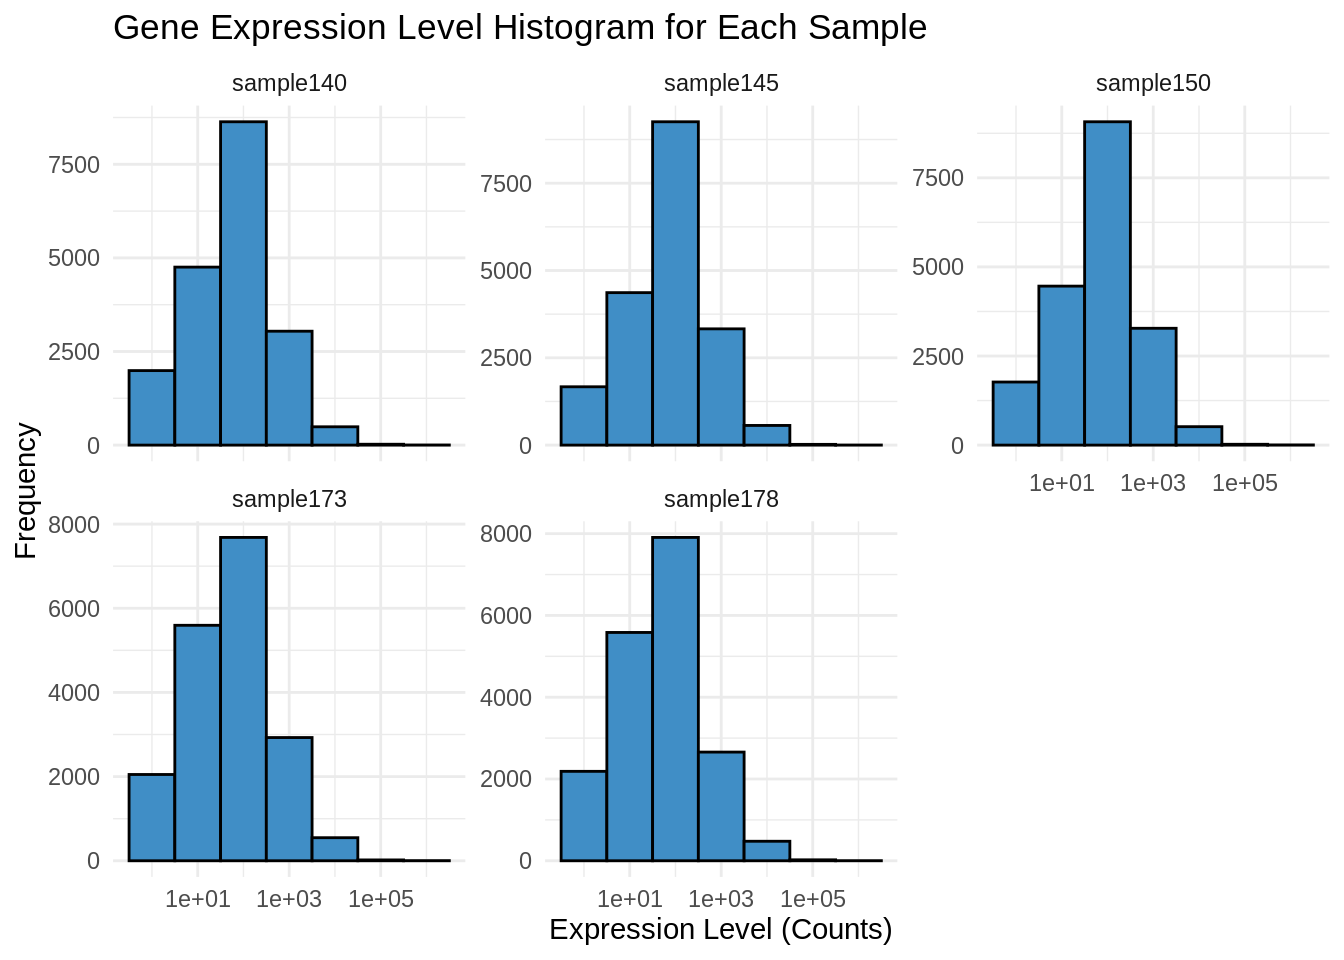 Gene Expression Level Histogram for Each Sample
sample140
sample145
sample150
7500
5000
2500
0
7500
5000
2500
0
7500
5000
2500
0
1e+01 1e+03 1e+05
Frequency
sample173
sample178
8000
6000
4000
2000
0
8000
6000
4000
2000
0
1e+01 1e+03 1e+05
1e+01 1e+03 1e+05
Expression Level (Counts)